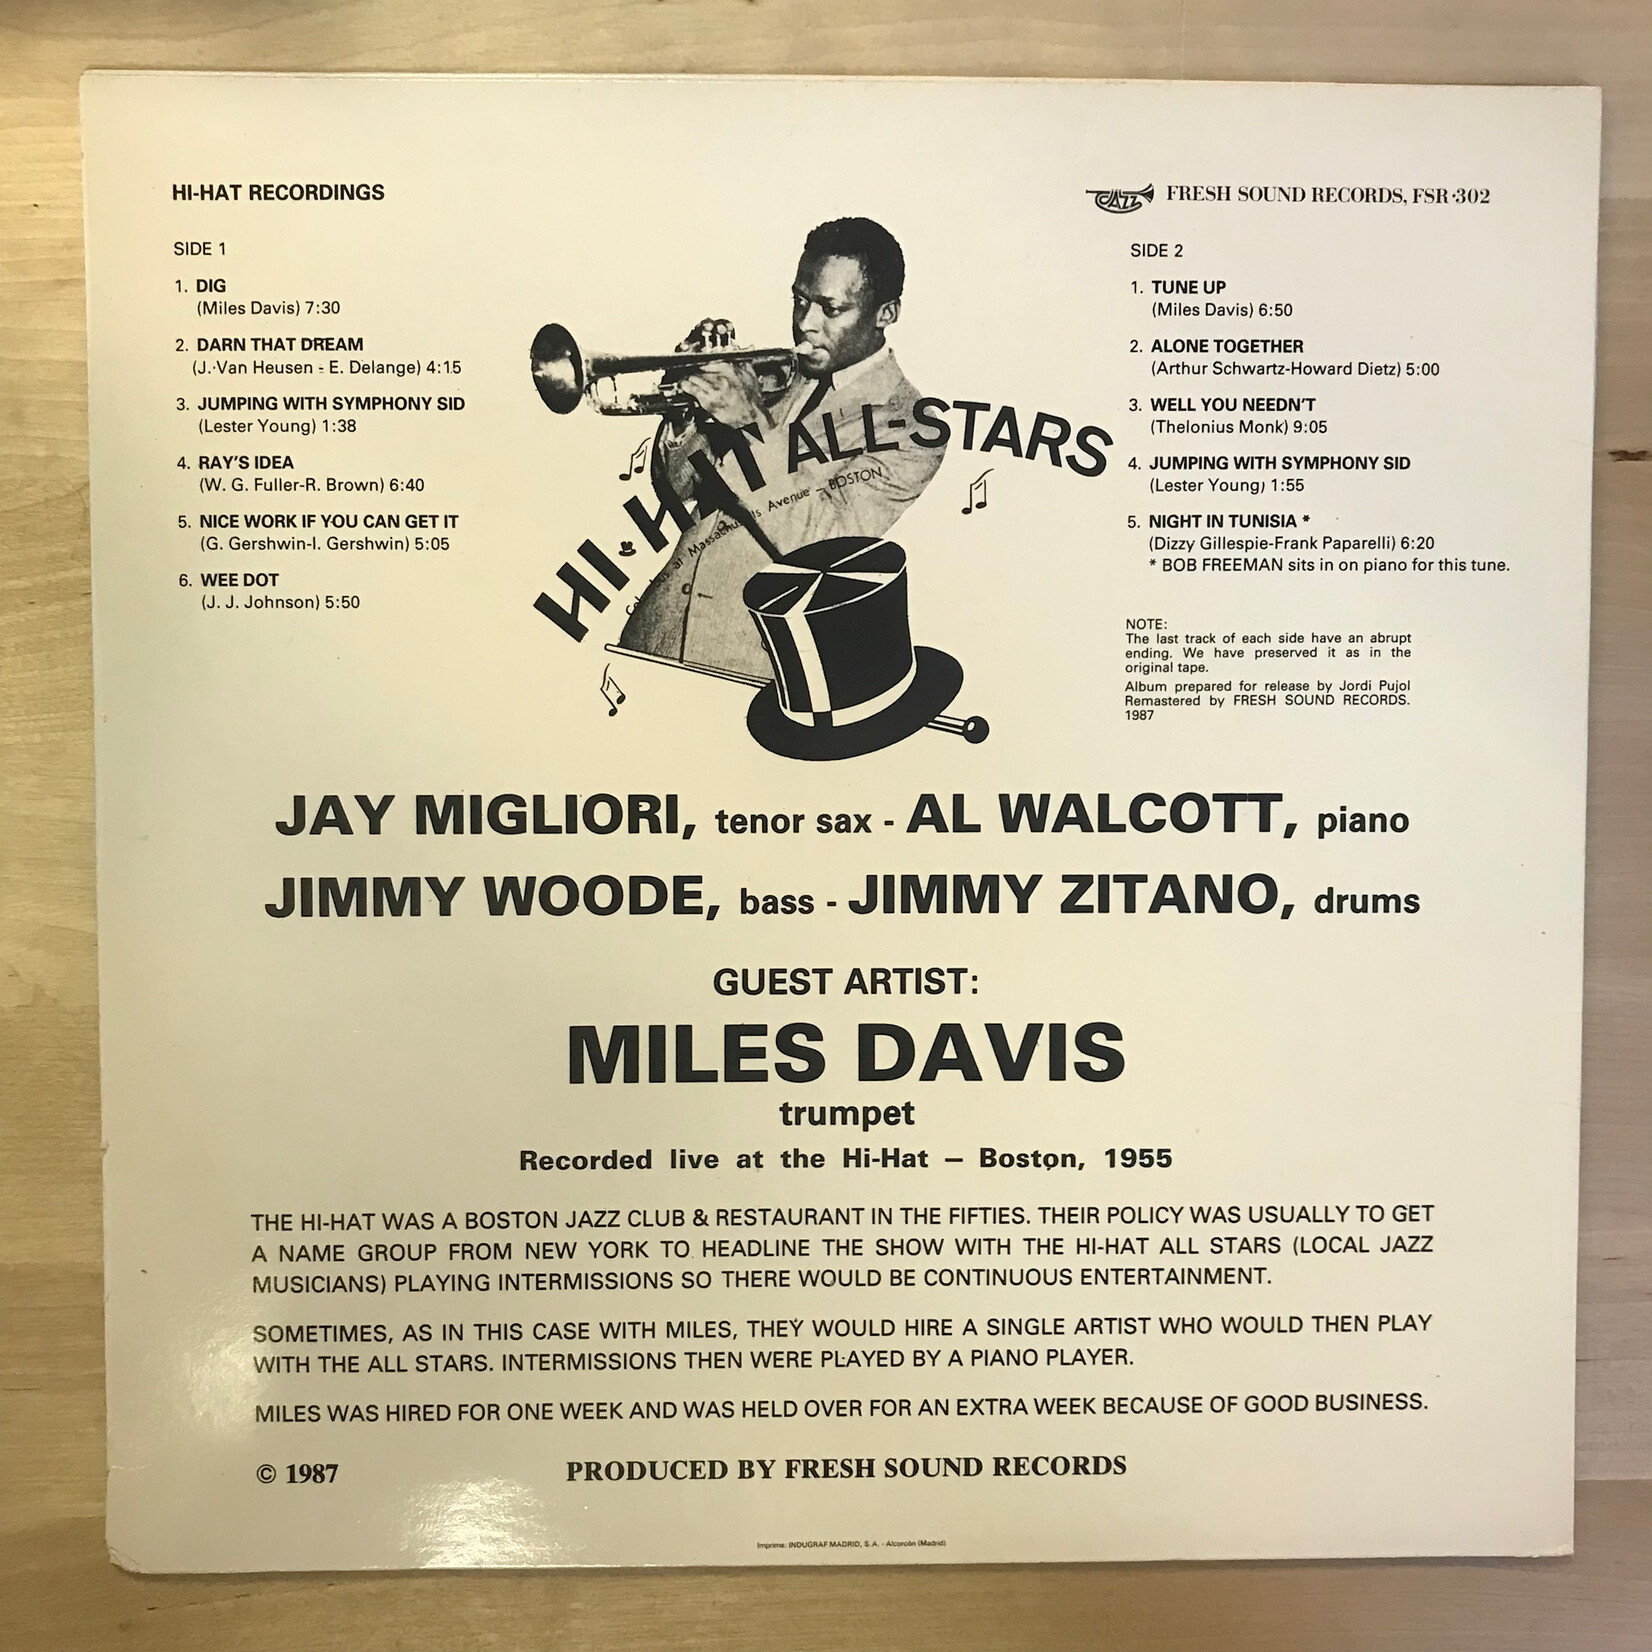 HI-HAT RECORDINGS
JAZZ FRESH SOUND RECORDS, FSR·302
SIDE 1
1. DIG
(Miles Davis) 7:30
2. DARN THAT DREAM
(J. Van Heusen - E. Delange) 4:15
3. JUMPING WITH SYMPHONY SID
(Lester Young) 1:38
4. RAY'S IDEA
(W. G. Fuller-R. Brown) 6:40
5. NICE WORK IF YOU CAN GET IT
(G. Gershwin-I. Gershwin) 5:05
6. WEE DOT
(J. J. Johnson) 5:50
HI-HAT ALL-STARS
Columbus at Massachusetts Avenue – BOSTON
SIDE 2
1. TUNE UP
(Miles Davis) 6:50
2. ALONE TOGETHER
(Arthur Schwartz-Howard Dietz) 5:00
3. WELL YOU NEEDN'T
(Thelonius Monk) 9:05
4. JUMPING WITH SYMPHONY SID
(Lester Young) 1:55
5. NIGHT IN TUNISIA *
(Dizzy Gillespie-Frank Paparelli) 6:20
* BOB FREEMAN sits in on piano for this tune.
NOTE:
The last track of each side have an abrupt
ending. We have preserved it as in the
original tape.
Album prepared for release by Jordi Pujol
Remastered by FRESH SOUND RECORDS.
1987
JAY MIGLIORI, tenor sax - AL WALCOTT, piano
JIMMY WOODE, bass - JIMMY ZITANO, drums
GUEST ARTIST:
MILES DAVIS
trumpet
Recorded live at the Hi-Hat – Boston, 1955
THE HI-HAT WAS A BOSTON JAZZ CLUB & RESTAURANT IN THE FIFTIES. THEIR POLICY WAS USUALLY TO GET
A NAME GROUP FROM NEW YORK TO HEADLINE THE SHOW WITH THE HI-HAT ALL STARS (LOCAL JAZZ
MUSICIANS) PLAYING INTERMISSIONS SO THERE WOULD BE CONTINUOUS ENTERTAINMENT.
SOMETIMES, AS IN THIS CASE WITH MILES, THEY WOULD HIRE A SINGLE ARTIST WHO WOULD THEN PLAY
WITH THE ALL STARS. INTERMISSIONS THEN WERE PLAYED BY A PIANO PLAYER.
MILES WAS HIRED FOR ONE WEEK AND WAS HELD OVER FOR AN EXTRA WEEK BECAUSE OF GOOD BUSINESS.
© 1987
PRODUCED BY FRESH SOUND RECORDS
Imprime: INDUGRAF MADRID, S.A. - Alcorcón (Madrid)